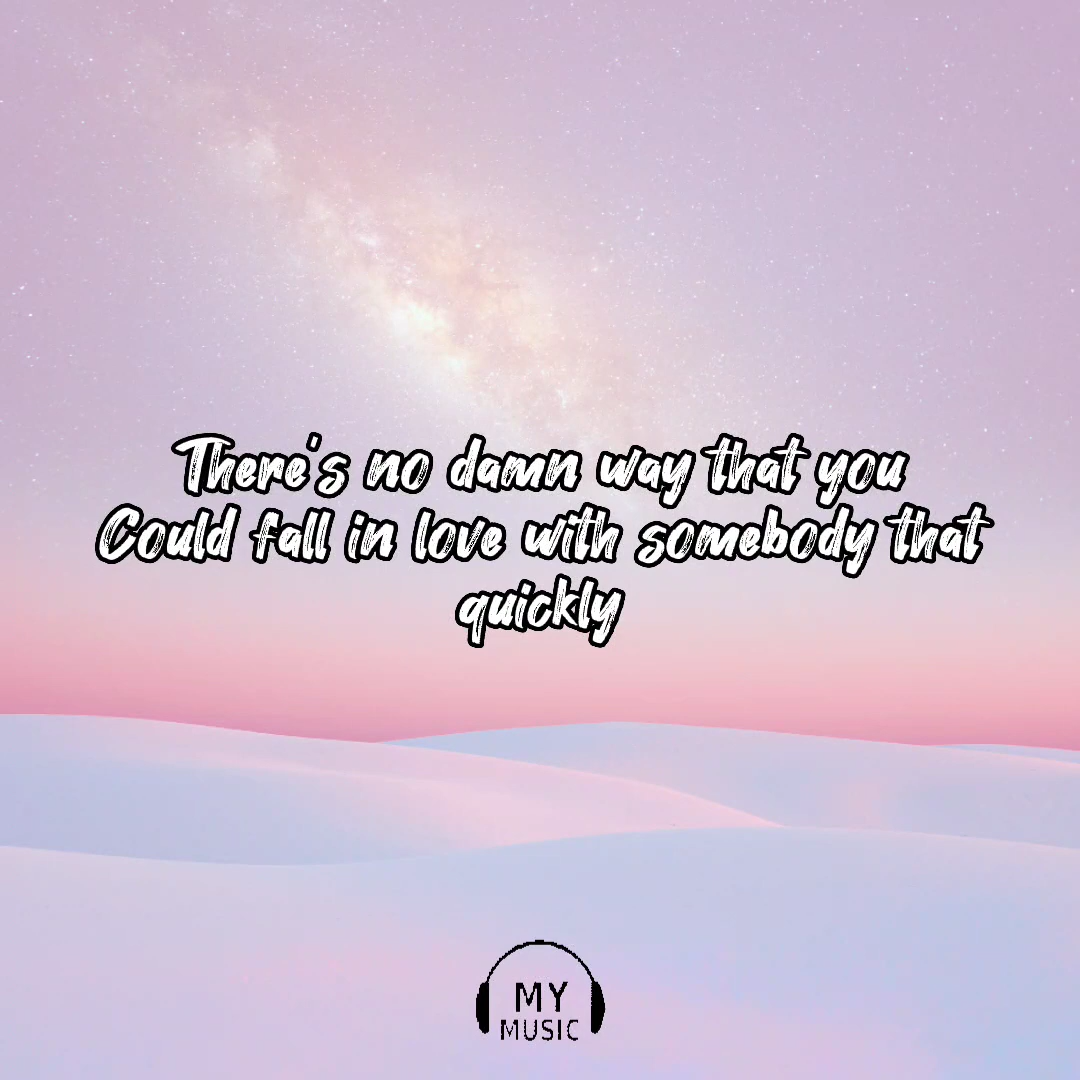 There's no damn way that you
Could fall in love with somebody that
quickly
MY
MUSIC